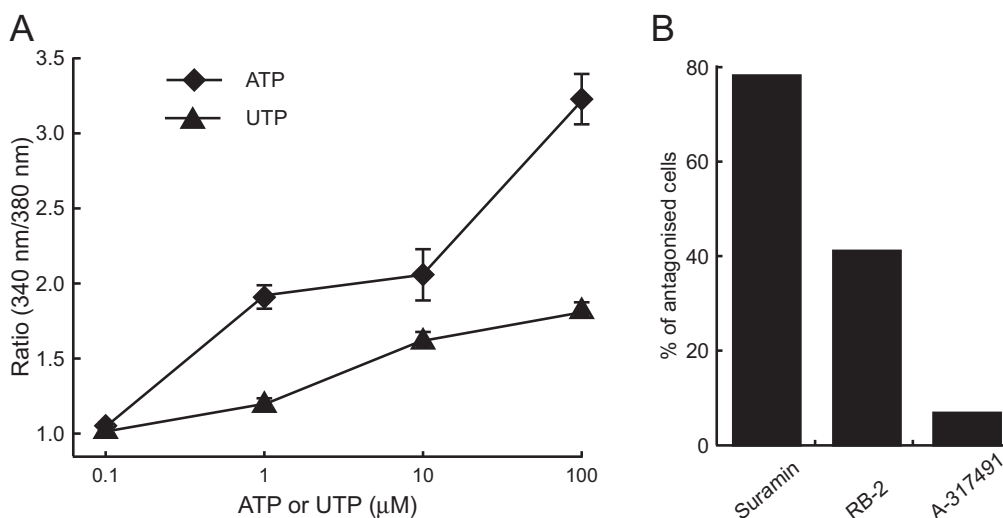 A
Ratio (340 nm/380 nm)
3.5
3.0
2.5
2.0
1.5
1.0
ATP
UTP
0.1
1
10
100
ATP or UTP (μM)
B
% of antagonised cells
80
60
40
20
0
Suramin
RB-2
A-317491